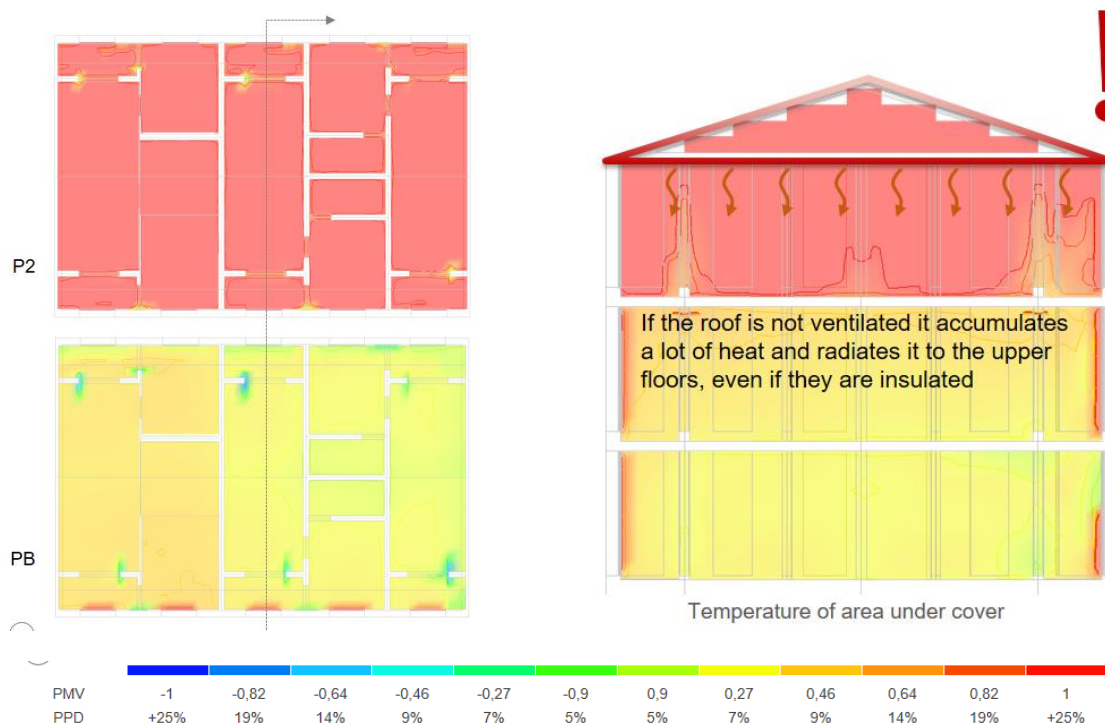 P2
PB
!
If the roof is not ventilated it accumulates
a lot of heat and radiates it to the upper
floors, even if they are insulated
Temperature of area under cover
PMV -1 -0,82 -0,64 -0,46 -0,27 -0,9 0,9 0,27 0,46 0,64 0,82 1
PPD +25% 19% 14% 9% 7% 5% 5% 7% 9% 14% 19% +25%